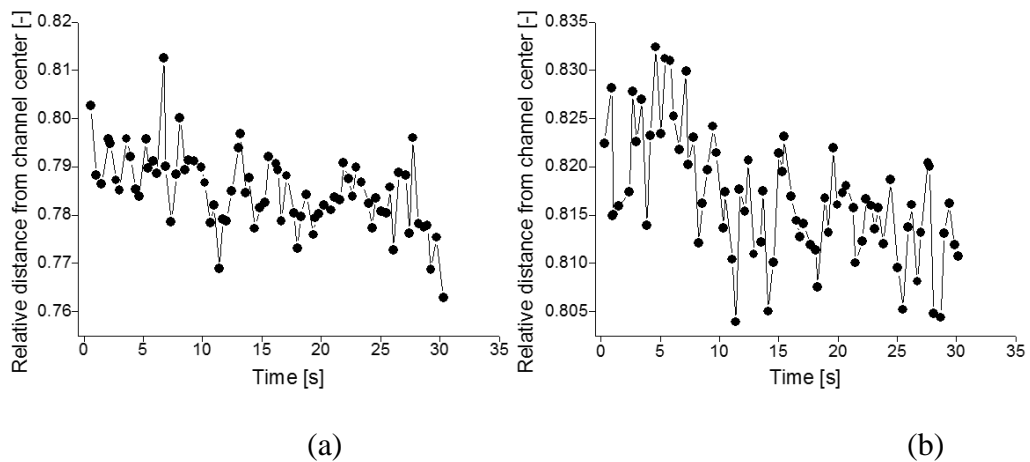 Relative distance from channel center [-]
0.82
0.81
0.80
0.79
0.78
0.77
0.76
0 5 10 15 20 25 30 35
Time [s]
(a)
Relative distance from channel center [-]
0.835
0.830
0.825
0.820
0.815
0.810
0.805
0 5 10 15 20 25 30 35
Time [s]
(b)